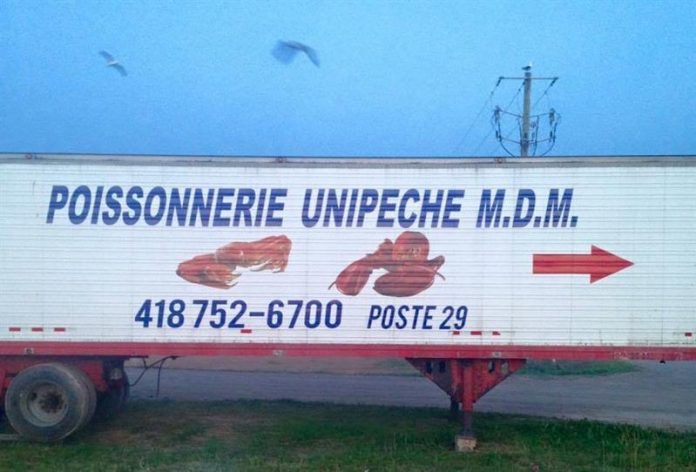 POISSONNERIE UNIPECHE M.D.M.
418 752-6700 POSTE 29